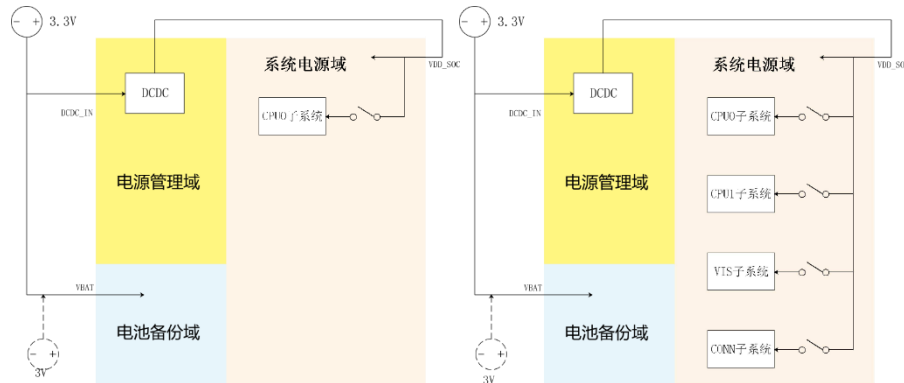 − + 3.3V
系统电源域
VDD_SOC
DCDC
DCDC_IN
CPU0子系统
电源管理域
VBAT
电池备份域
− +
3V
− + 3.3V
系统电源域
VDD_SOC
DCDC
DCDC_IN
CPU0子系统
电源管理域
CPU1子系统
VIS子系统
VBAT
电池备份域
CONN子系统
− +
3V